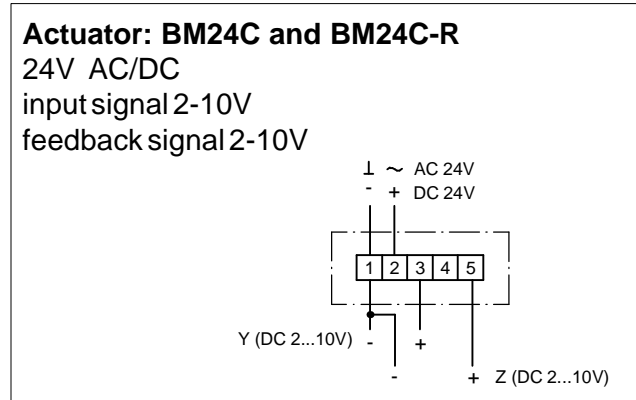 Actuator: BM24C and BM24C-R
24V AC/DC
input signal 2-10V
feedback signal 2-10V
⊥ ~ AC 24V
- + DC 24V
1 2 3 4 5
Y (DC 2...10V) - +
- + Z (DC 2...10V)